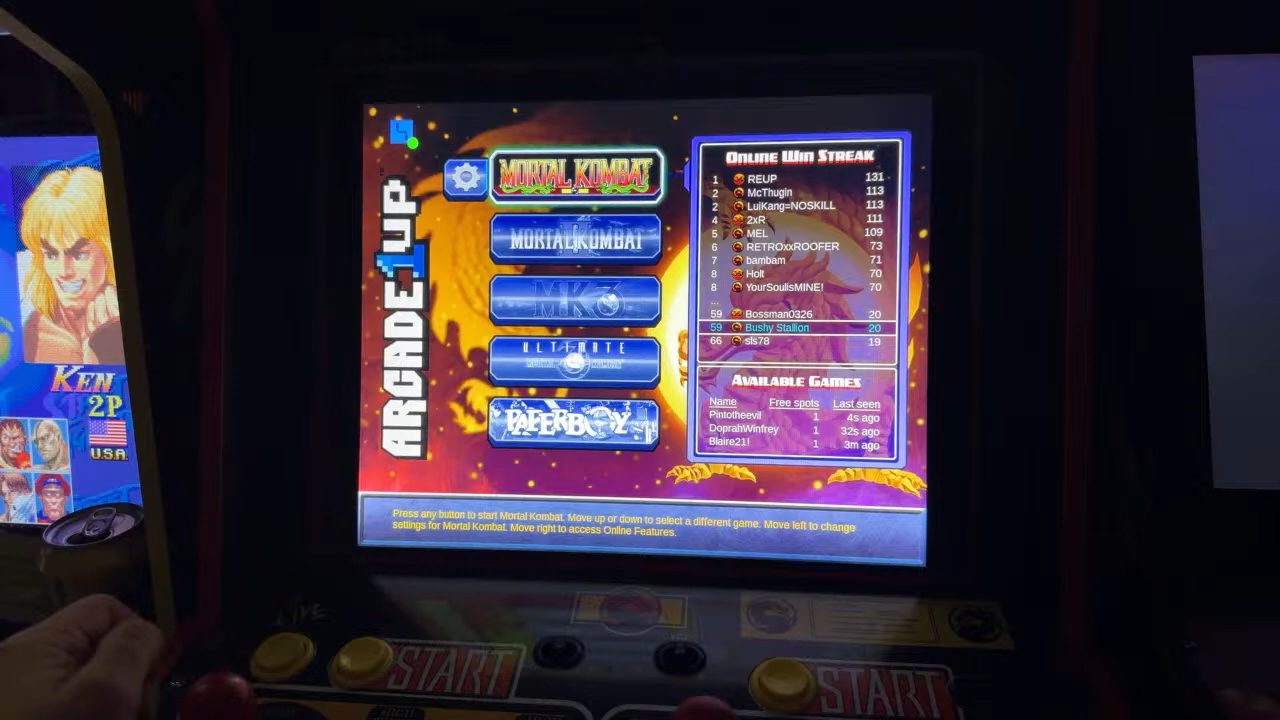 ARCADE1UP
MORTAL KOMBAT
MORTAL KOMBAT
II
MK3
ULTIMATE
MORTAL KOMBAT
PAPERBOY
ONLINE WIN STREAK
1 REUP 131
2 McThugin 113
2 LuiKang=NOSKILL 113
4 2xR 111
5 MEL 109
6 RETROxxROOFER 73
7 bambam 71
8 Holt 70
8 YourSoulisMINE! 70
...
59 Bossman0326 20
59 Bushy Stallion 20
66 sls78 19
AVAILABLE GAMES
Name Free spots Last seen
Pintotheevil 1 4s ago
DoprahWinfrey 1 32s ago
Blaire21! 1 3m ago
Press any button to start Mortal Kombat. Move up or down to select a different game. Move left to change
settings for Mortal Kombat. Move right to access Online Features.
KEN
2P
U.S.A.
LIVE
START
START